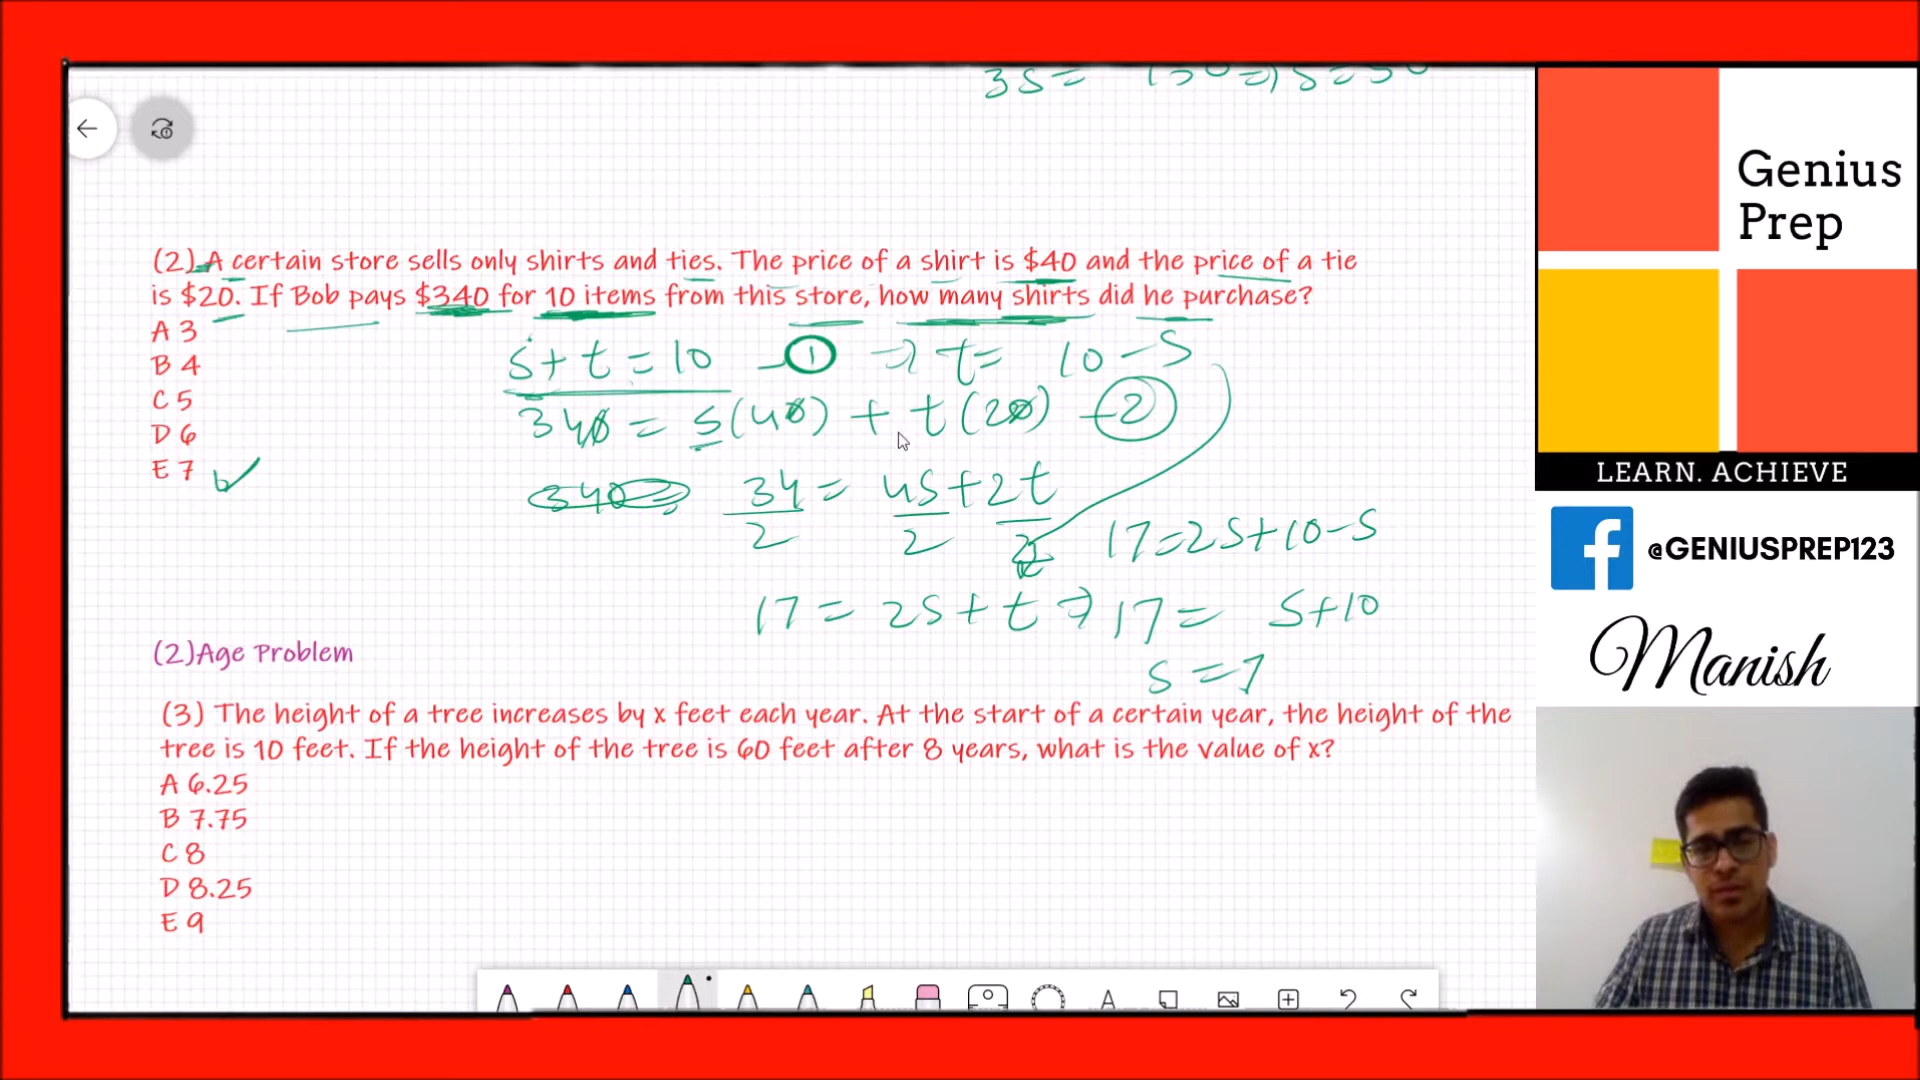 3s= 150 => s=50
(2) A certain store sells only shirts and ties. The price of a shirt is $40 and the price of a tie
is $20. If Bob pays $340 for 10 items from this store, how many shirts did he purchase?
A 3
B 4
C 5
D 6
E 7
s+t=10 - 1 -> t= 10-s
340 = s(40) + t(20) - 2
340 =
34/2 = 4s/2 + 2t/2
17=2s+10-s
17 = 2s+t => 17 = s+10
s=7
(2)Age Problem
(3) The height of a tree increases by x feet each year. At the start of a certain year, the height of the
tree is 10 feet. If the height of the tree is 60 feet after 8 years, what is the value of x?
A 6.25
B 7.75
C 8
D 8.25
E 9
Genius
Prep
LEARN. ACHIEVE
f @GENIUSPREP123
Manish